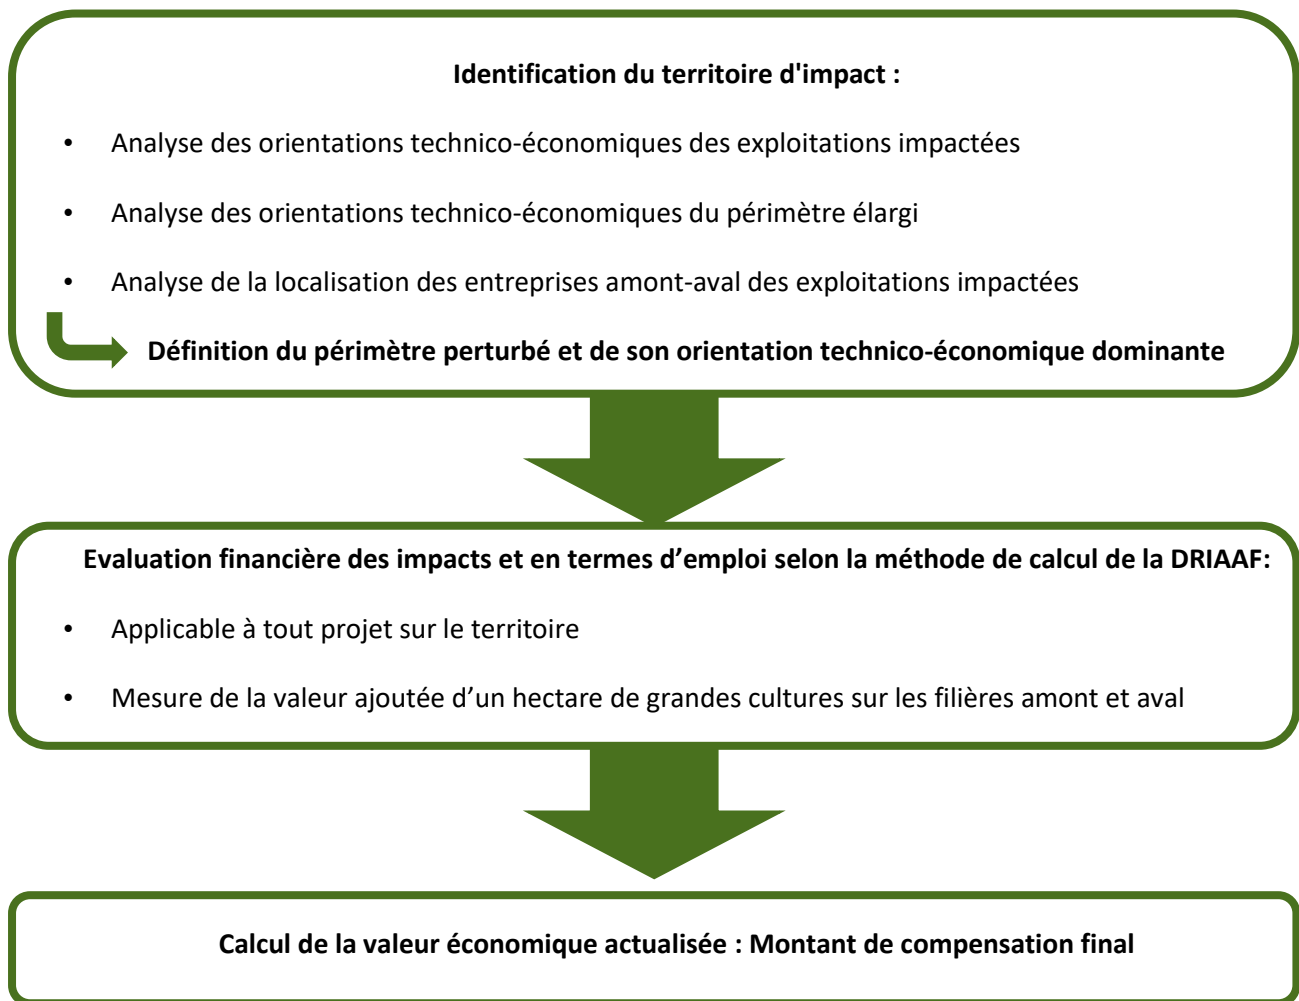 Identification du territoire d'impact :
• Analyse des orientations technico-économiques des exploitations impactées
• Analyse des orientations technico-économiques du périmètre élargi
• Analyse de la localisation des entreprises amont-aval des exploitations impactées
Définition du périmètre perturbé et de son orientation technico-économique dominante
Evaluation financière des impacts et en termes d’emploi selon la méthode de calcul de la DRIAAF:
• Applicable à tout projet sur le territoire
• Mesure de la valeur ajoutée d’un hectare de grandes cultures sur les filières amont et aval
Calcul de la valeur économique actualisée : Montant de compensation final